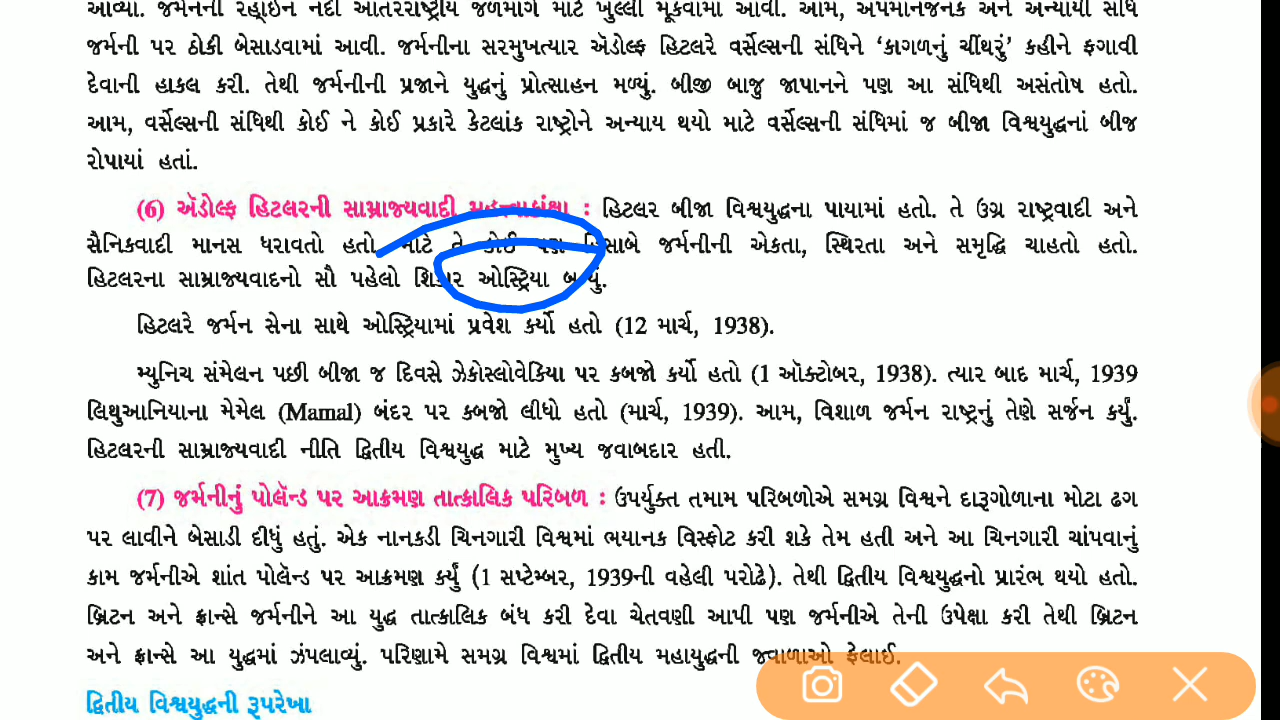 આવ્યા. જર્મનની રહાઈન નદી આંતરરાષ્ટ્રીય જળમાર્ગ માટે ખુલ્લી મૂકવામાં આવી. આમ, અપમાનજનક અને અન્યાયી સંધિ
જર્મની પર ઠોકી બેસાડવામાં આવી. જર્મનીના સરમુખત્યાર ઍડોલ્ફ હિટલરે વર્સેલ્સની સંધિને ‘કાગળનું ચીંથરું’ કહીને ફગાવી
દેવાની હાકલ કરી. તેથી જર્મનીની પ્રજાને યુદ્ધનું પ્રોત્સાહન મળ્યું. બીજી બાજુ જાપાનને પણ આ સંધિથી અસંતોષ હતો.
આમ, વર્સેલ્સની સંધિથી કોઈ ને કોઈ પ્રકારે કેટલાંક રાષ્ટ્રોને અન્યાય થયો માટે વર્સેલ્સની સંધિમાં જ બીજા વિશ્વયુદ્ધનાં બીજ
રોપાયાં હતાં.
(6) ઍડોલ્ફ હિટલરની સામ્રાજ્યવાદી મહત્ત્વાકાંક્ષા : હિટલર બીજા વિશ્વયુદ્ધના પાયામાં હતો. તે ઉગ્ર રાષ્ટ્રવાદી અને
સૈનિકવાદી માનસ ધરાવતો હતો માટે તે કોઈ પણ હિસાબે જર્મનીની એકતા, સ્થિરતા અને સમૃદ્ધિ ચાહતો હતો.
હિટલરના સામ્રાજ્યવાદનો સૌ પહેલો શિકાર ઓસ્ટ્રિયા બન્યું.
હિટલરે જર્મન સેના સાથે ઓસ્ટ્રિયામાં પ્રવેશ કર્યો હતો (12 માર્ચ, 1938).
મ્યુનિચ સંમેલન પછી બીજા જ દિવસે ઝેકોસ્લોવેકિયા પર કબજો કર્યો હતો (1 ઑક્ટોબર, 1938). ત્યાર બાદ માર્ચ, 1939
લિથુઆનિયાના મેમેલ (Mamal) બંદર પર કબજો લીધો હતો (માર્ચ, 1939). આમ, વિશાળ જર્મન રાષ્ટ્રનું તેણે સર્જન કર્યું.
હિટલરની સામ્રાજ્યવાદી નીતિ દ્વિતીય વિશ્વયુદ્ધ માટે મુખ્ય જવાબદાર હતી.
(7) જર્મનીનું પોલૅન્ડ પર આક્રમણ તાત્કાલિક પરિબળ : ઉપર્યુક્ત તમામ પરિબળોએ સમગ્ર વિશ્વને દારૂગોળાના મોટા ઢગ
પર લાવીને બેસાડી દીધું હતું. એક નાનકડી ચિનગારી વિશ્વમાં ભયાનક વિસ્ફોટ કરી શકે તેમ હતી અને આ ચિનગારી ચાંપવાનું
કામ જર્મનીએ શાંત પોલૅન્ડ પર આક્રમણ કર્યું (1 સપ્ટેમ્બર, 1939ની વહેલી પરોઢે). તેથી દ્વિતીય વિશ્વયુદ્ધનો પ્રારંભ થયો હતો.
બ્રિટન અને ફ્રાન્સે જર્મનીને આ યુદ્ધ તાત્કાલિક બંધ કરી દેવા ચેતવણી આપી પણ જર્મનીએ તેની ઉપેક્ષા કરી તેથી બ્રિટન
અને ફ્રાન્સે આ યુદ્ધમાં ઝંપલાવ્યું. પરિણામે સમગ્ર વિશ્વમાં દ્વિતીય મહાયુદ્ધની જ્વાળાઓ ફેલાઈ.
દ્વિતીય વિશ્વયુદ્ધની રૂપરેખા